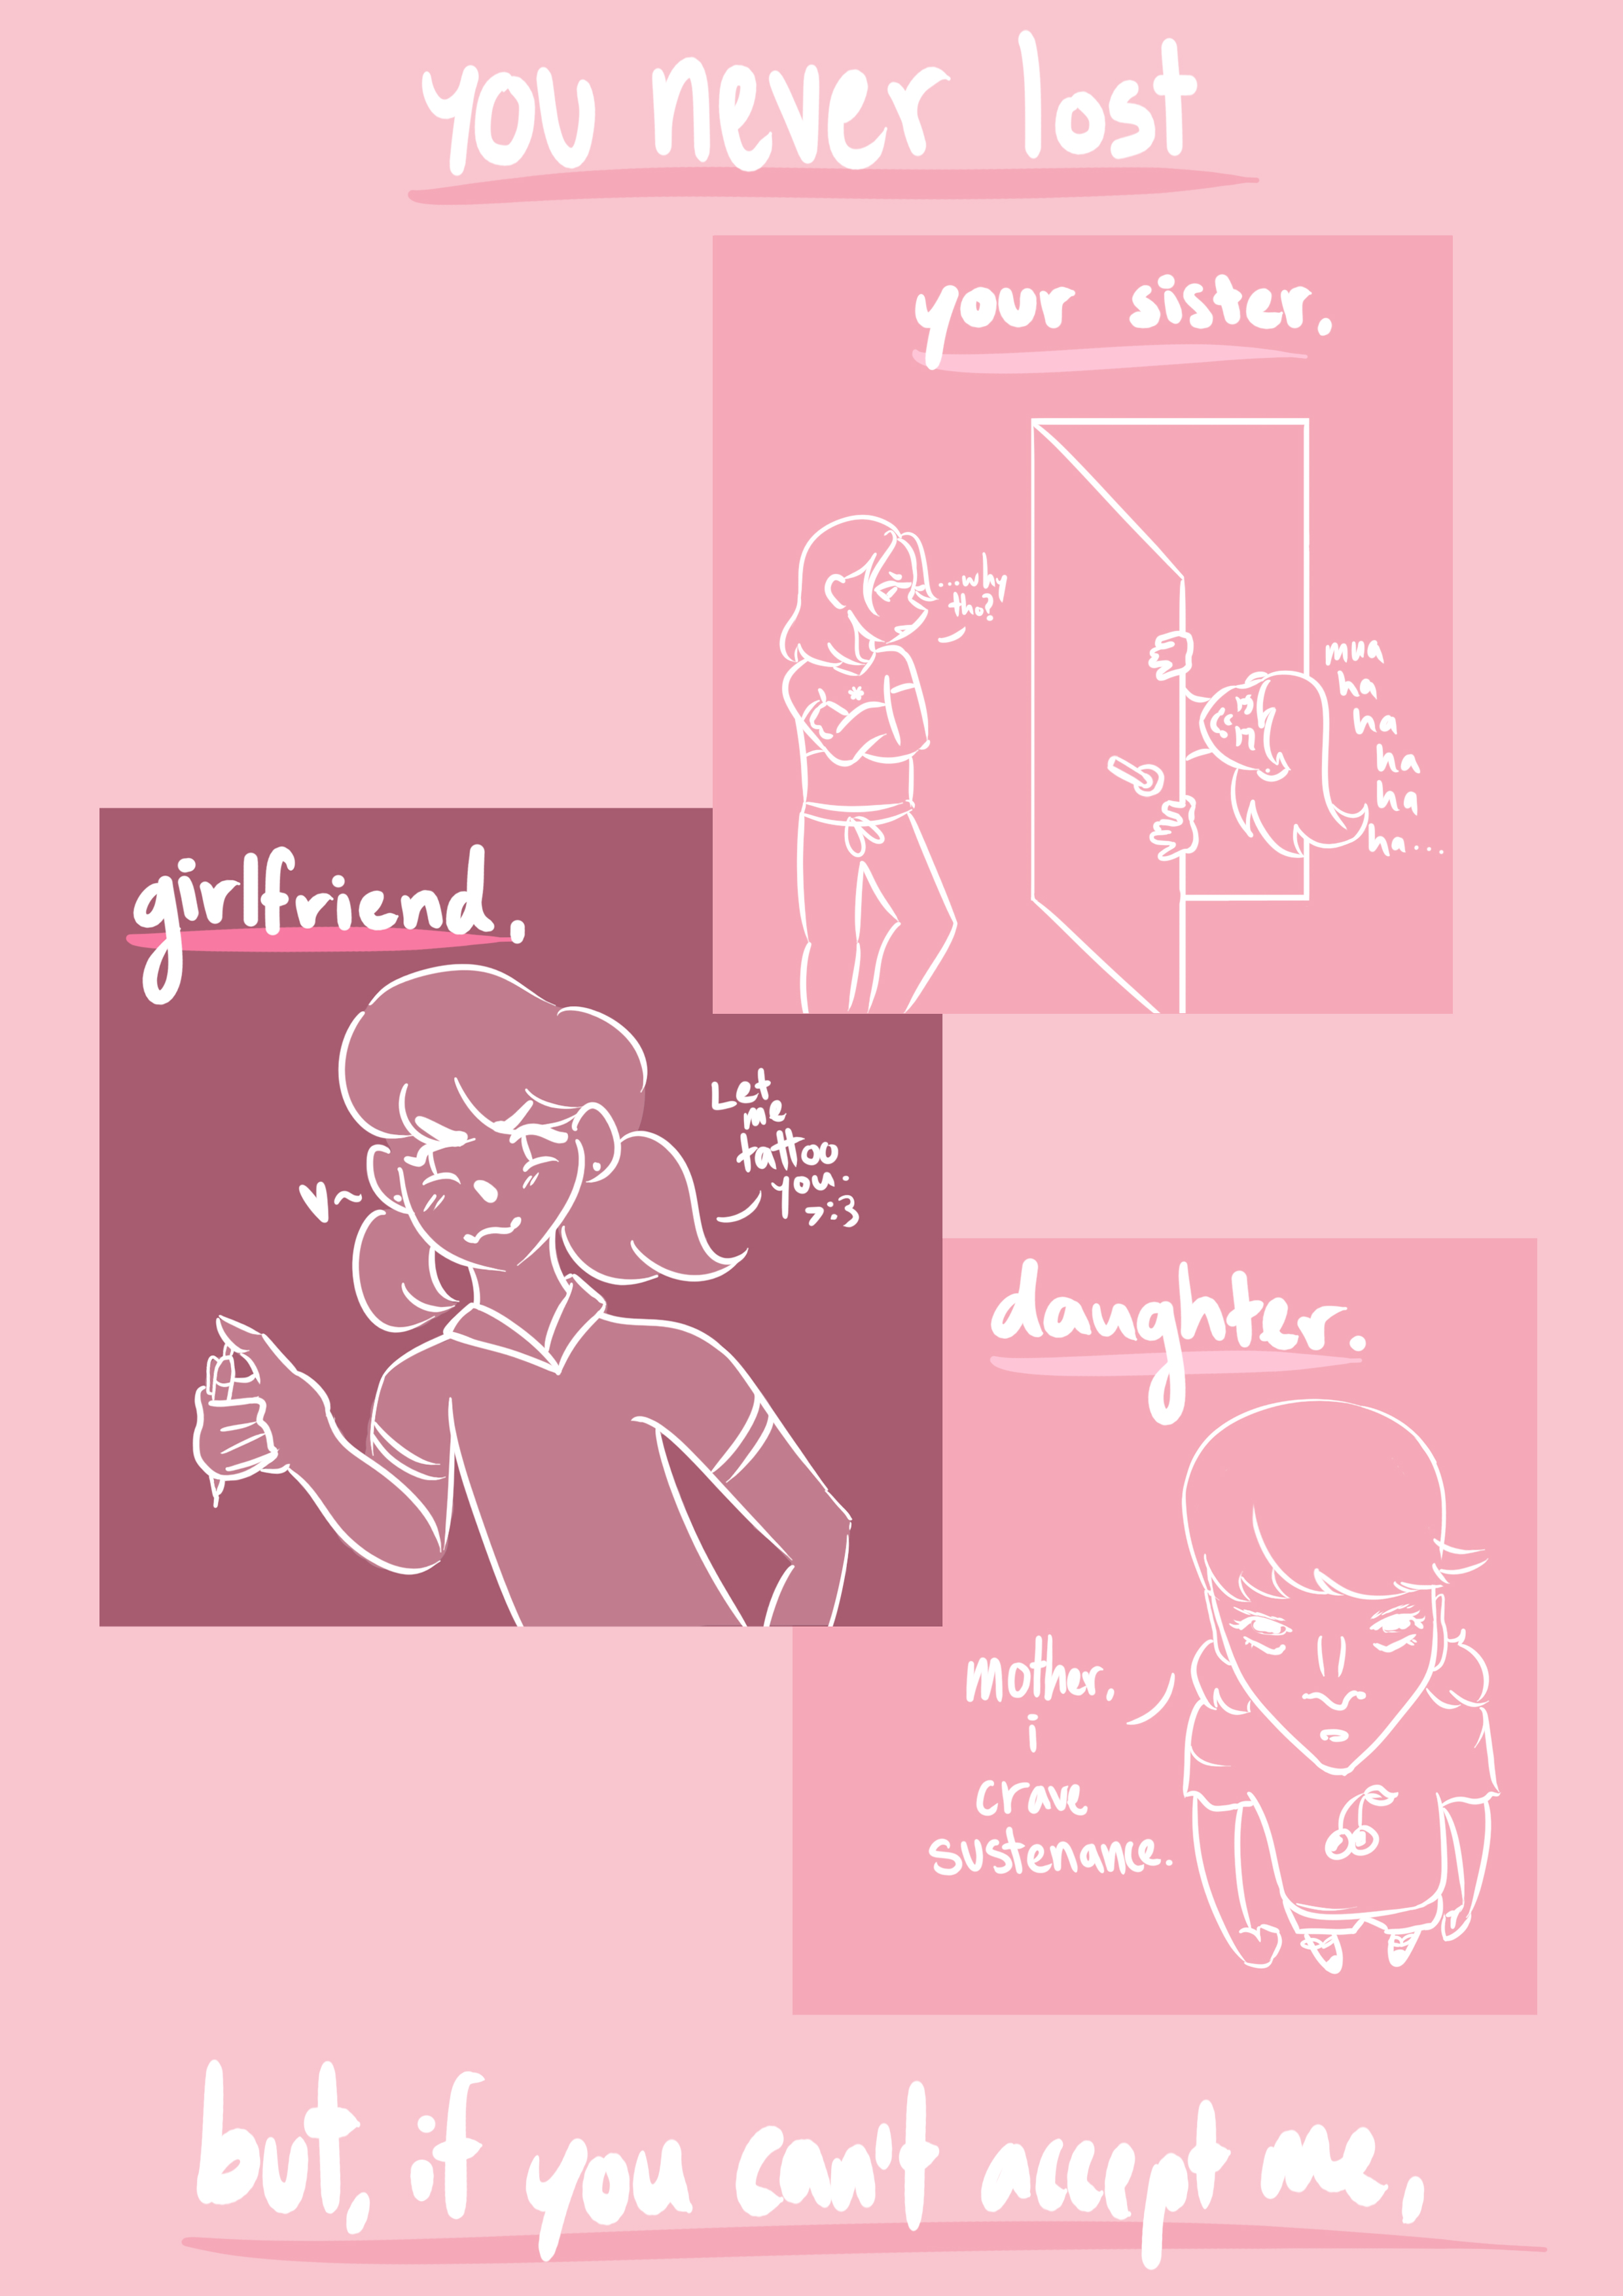 you never lost
your sister.
...why
tho?
mua
ha
ha
ha
ha
ha...
girlfriend.
Let
me
tattoo
you.
>:3
daughter.
Mother,
i
crave
sustenance.
but, if you can't accept me,